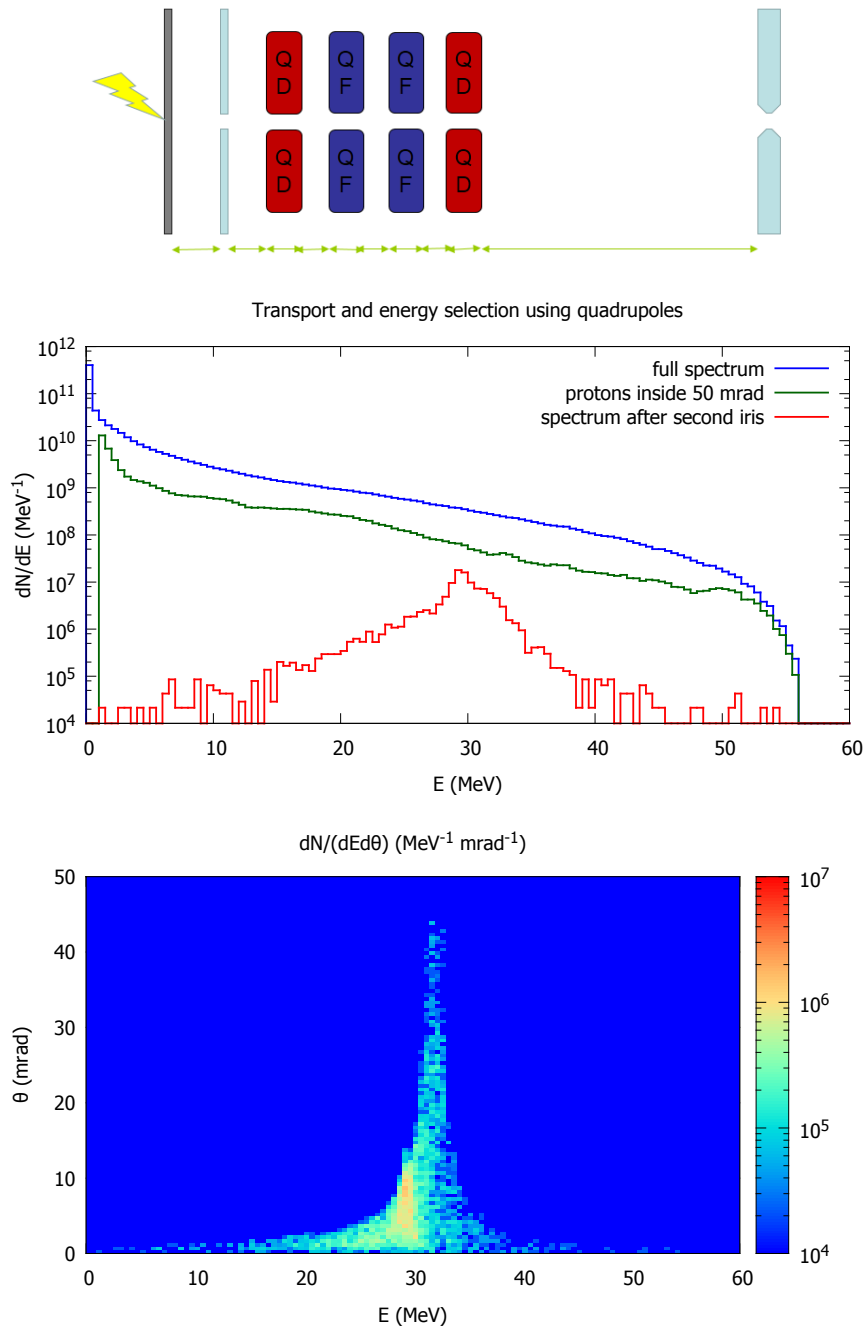 Q Q Q Q
D F F D
Q Q Q Q
D F F D
Transport and energy selection using quadrupoles
full spectrum
protons inside 50 mrad
spectrum after second iris
10¹²
10¹¹
10¹⁰
10⁹
10⁸
10⁷
10⁶
10⁵
10⁴
dN/dE (MeV⁻¹)
0 10 20 30 40 50 60
E (MeV)
dN/(dEdθ) (MeV⁻¹ mrad⁻¹)
50
40
30
20
10
0
θ (mrad)
0 10 20 30 40 50 60
E (MeV)
10⁷
10⁶
10⁵
10⁴